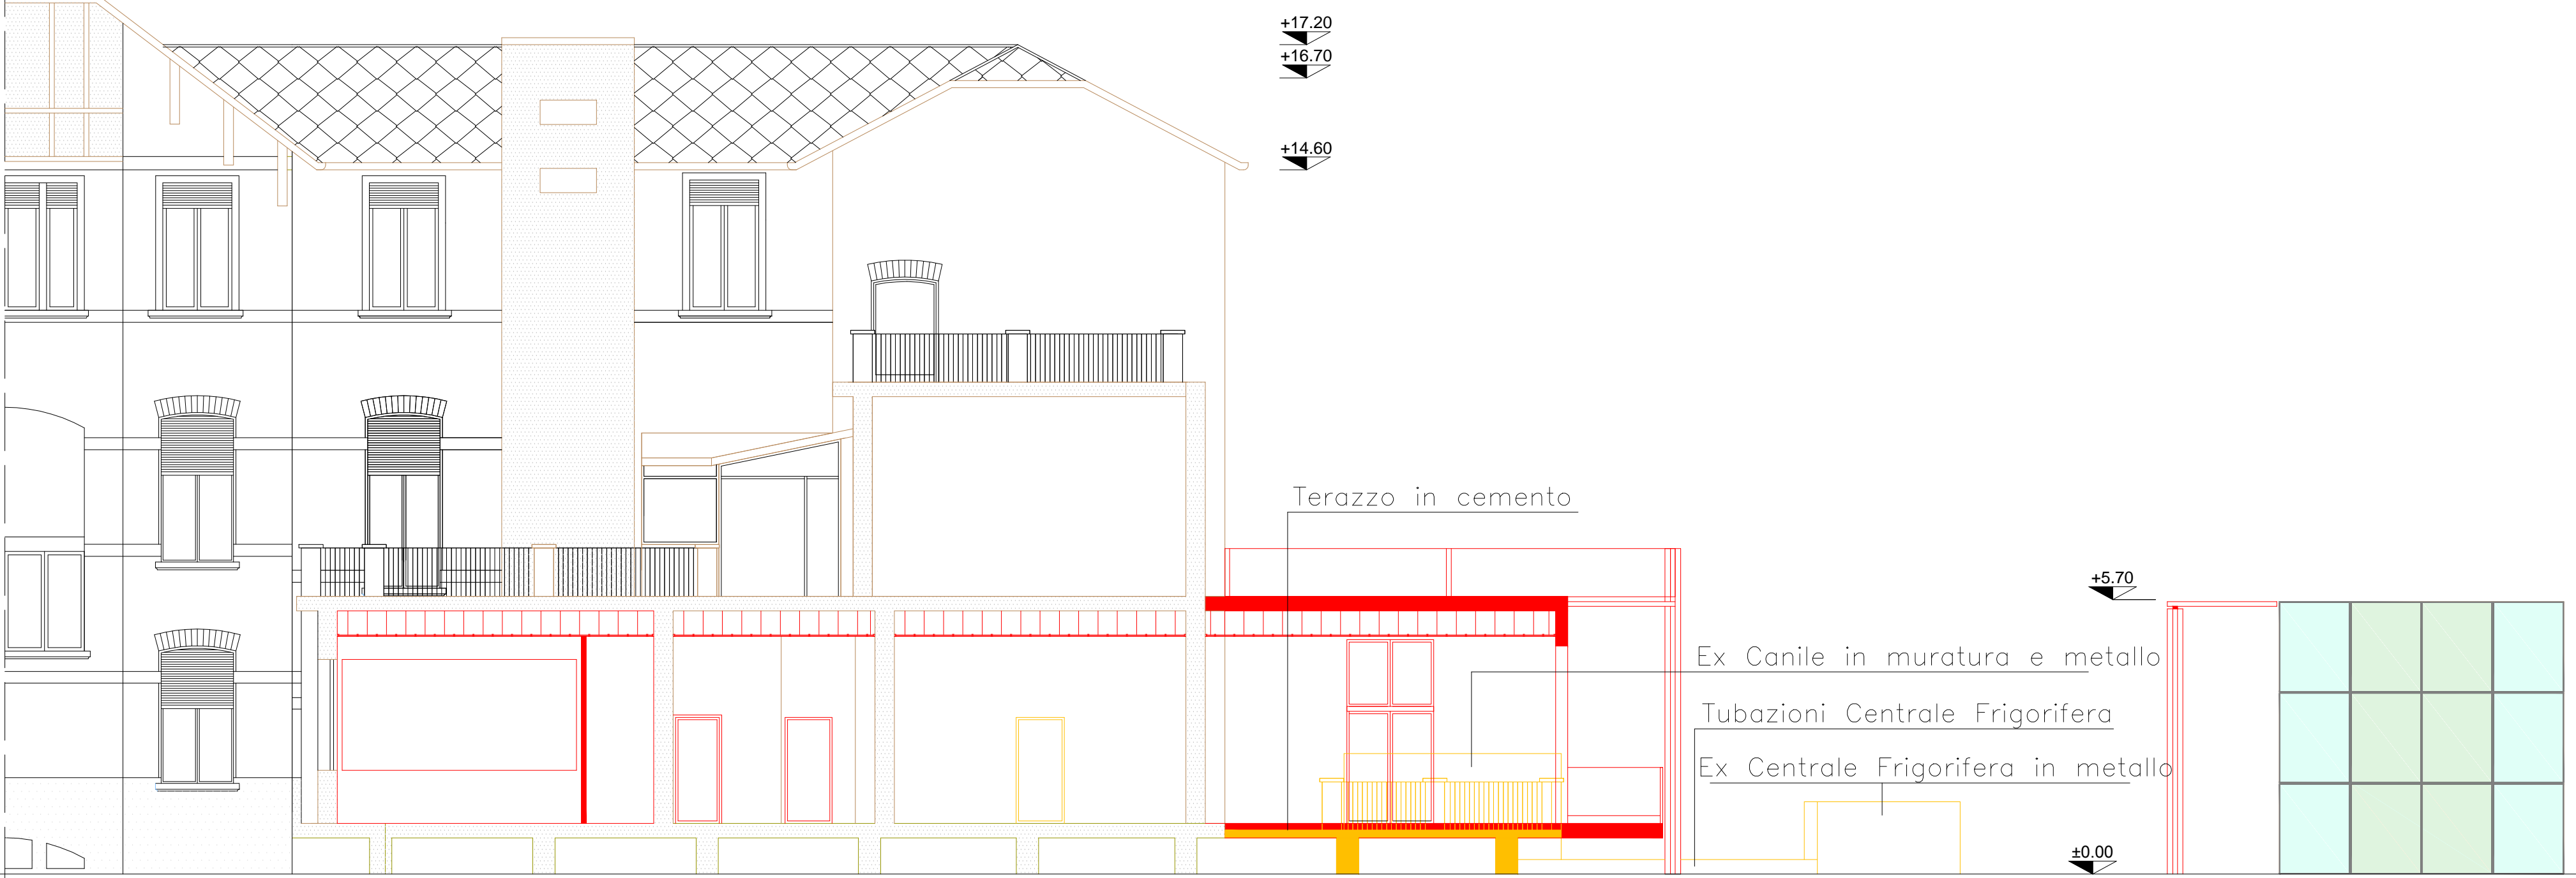 +17.20
+16.70
+14.60
Terazzo in cemento
+5.70
Ex Canile in muratura e metallo
Tubazioni Centrale Frigorifera
Ex Centrale Frigorifera in metallo
±0.00